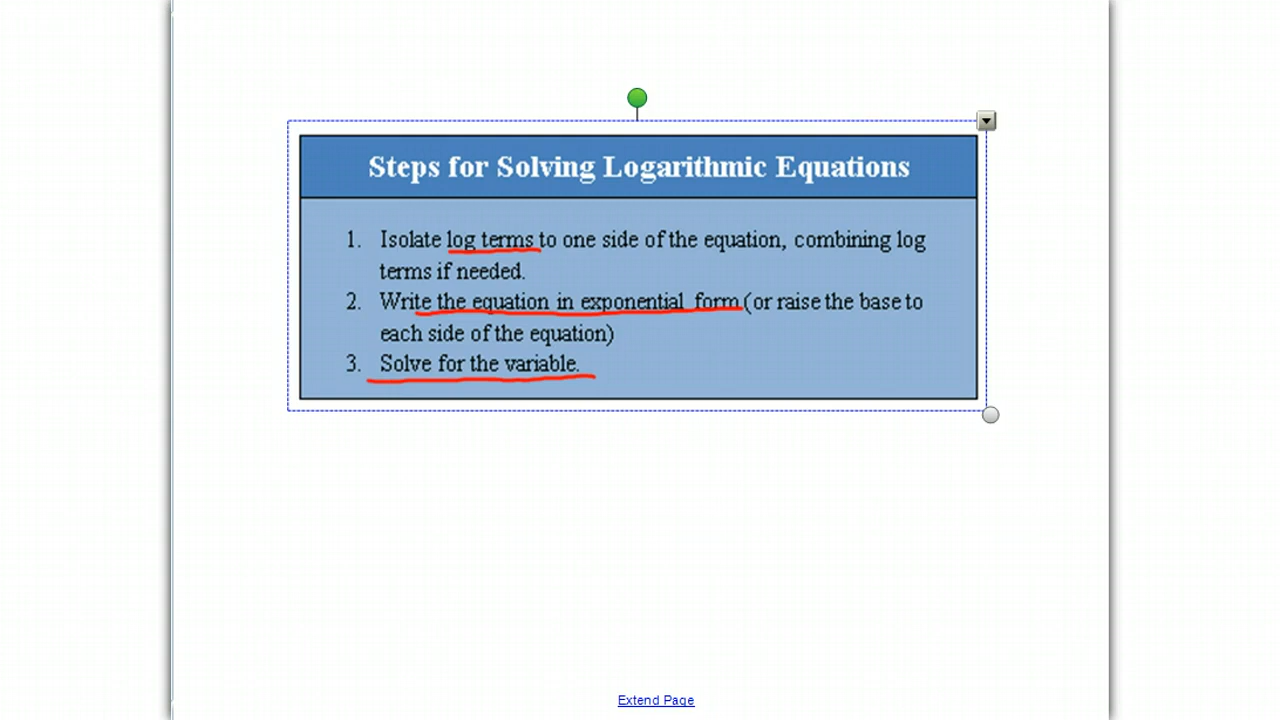 Steps for Solving Logarithmic Equations
1. Isolate log terms to one side of the equation, combining log
terms if needed.
2. Write the equation in exponential form (or raise the base to
each side of the equation)
3. Solve for the variable.
Extend Page